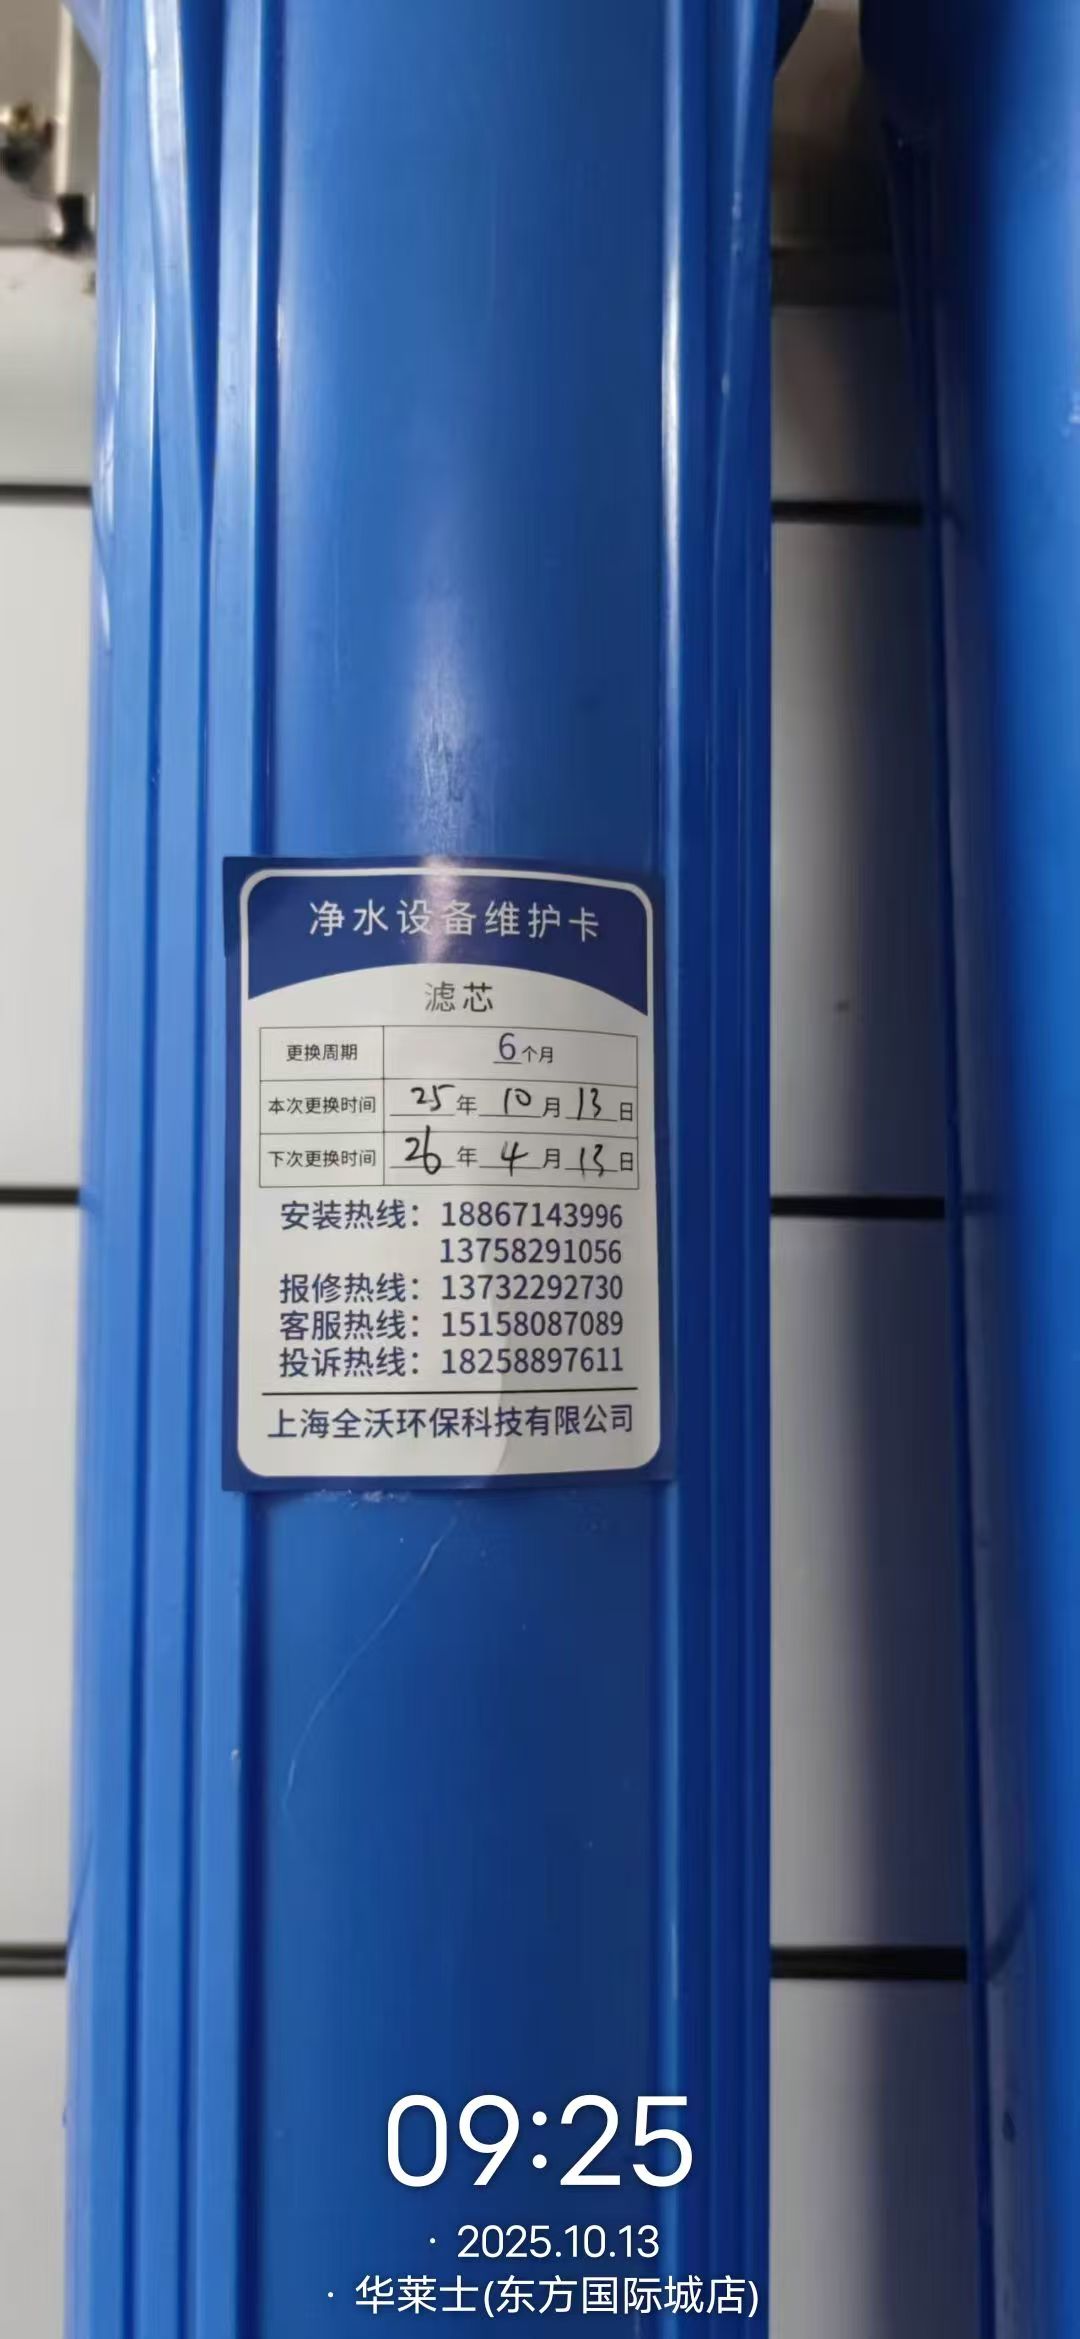 净水设备维护卡
滤芯
更换周期 6个月
本次更换时间 25年10月13日
下次更换时间 26年4月13日
安装热线：18867143996
13758291056
报修热线：13732292730
客服热线：15158087089
投诉热线：18258897611
上海全沃环保科技有限公司
09:25
· 2025.10.13
· 华莱士(东方国际城店)